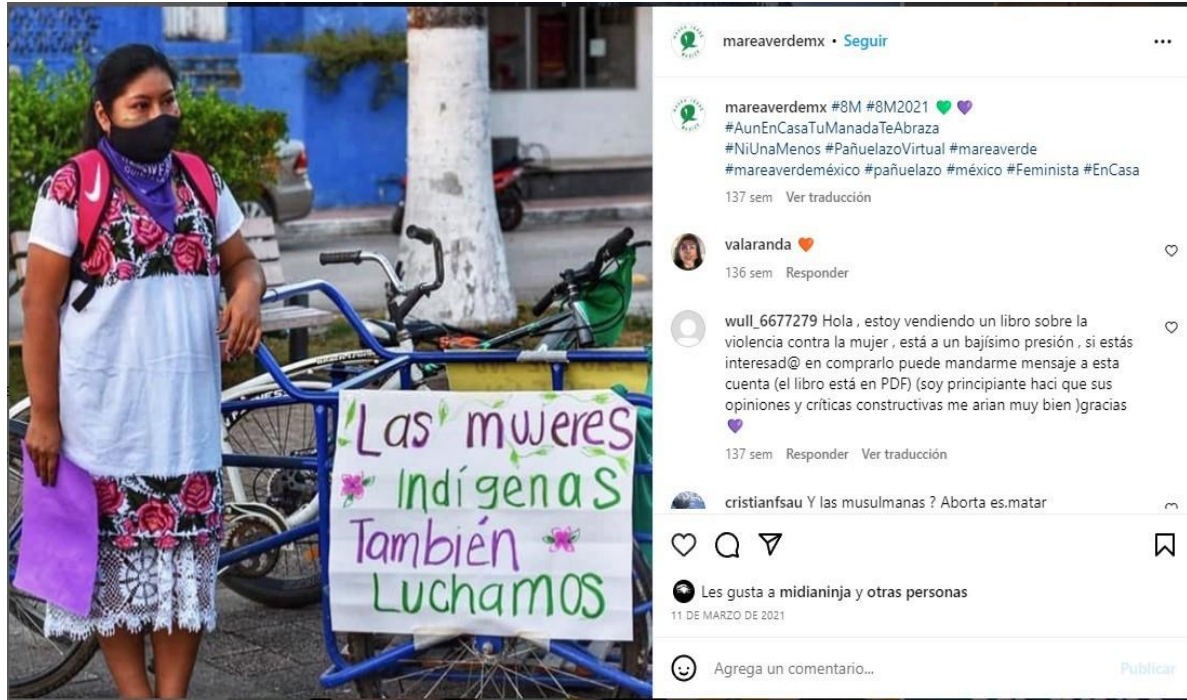 Las mujeres
Indígenas
También
Luchamos
mareaverdemx • Seguir
mareaverdemx #8M #8M2021 💚 💜
#AunEnCasaTuManadaTeAbraza
#NiUnaMenos #PañuelazoVirtual #mareaverde
#mareaverdeméxico #pañuelazo #méxico #Feminista #EnCasa
137 sem Ver traducción
valaranda 🧡
136 sem Responder
wull_6677279 Hola , estoy vendiendo un libro sobre la
violencia contra la mujer , está a un bajísimo presión , si estás
interesad@ en comprarlo puede mandarme mensaje a esta
cuenta (el libro está en PDF) (soy principiante haci que sus
opiniones y críticas constructivas me arian muy bien )gracias
💜
137 sem Responder Ver traducción
cristianfsau Y las musulmanas ? Aborta es.matar
Les gusta a midianinja y otras personas
11 DE MARZO DE 2021
Agrega un comentario...
Publicar